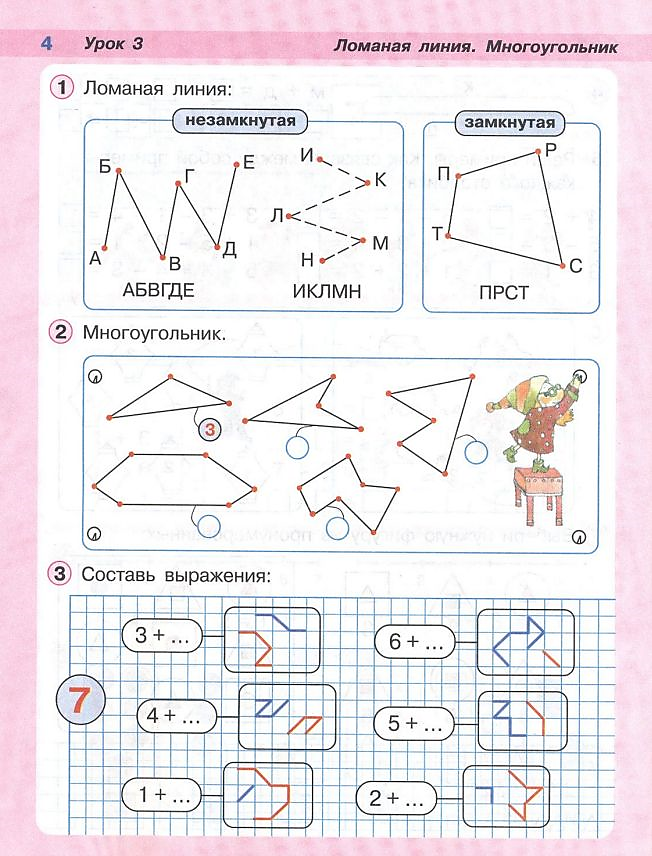 4 Урок 3 Ломаная линия. Многоугольник
1 Ломаная линия:
незамкнутая
замкнутая
Б Г Е
А В Д
АБВГДЕ
И К
Л М
Н
ИКЛМН
П Р
Т С
ПРСТ
2 Многоугольник.
3
3 Составь выражения:
3 + ...
6 + ...
7
4 + ...
5 + ...
1 + ...
2 + ...